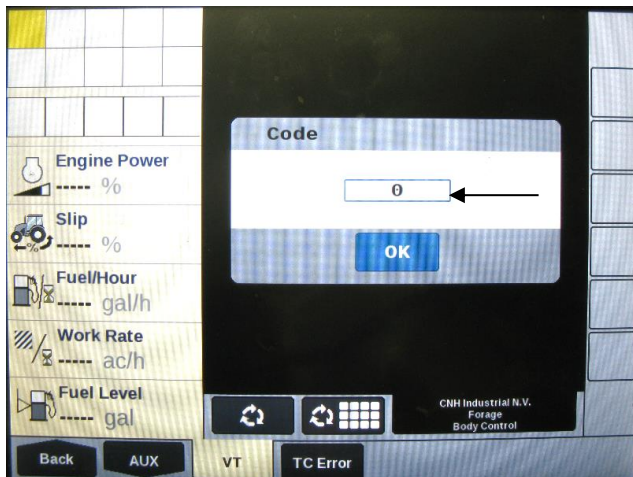 Code
0
OK
Engine Power
----- %
Slip
----- %
Fuel/Hour
----- gal/h
Work Rate
----- ac/h
Fuel Level
----- gal
CNH Industrial N.V.
Forage
Body Control
Back
AUX
VT
TC Error